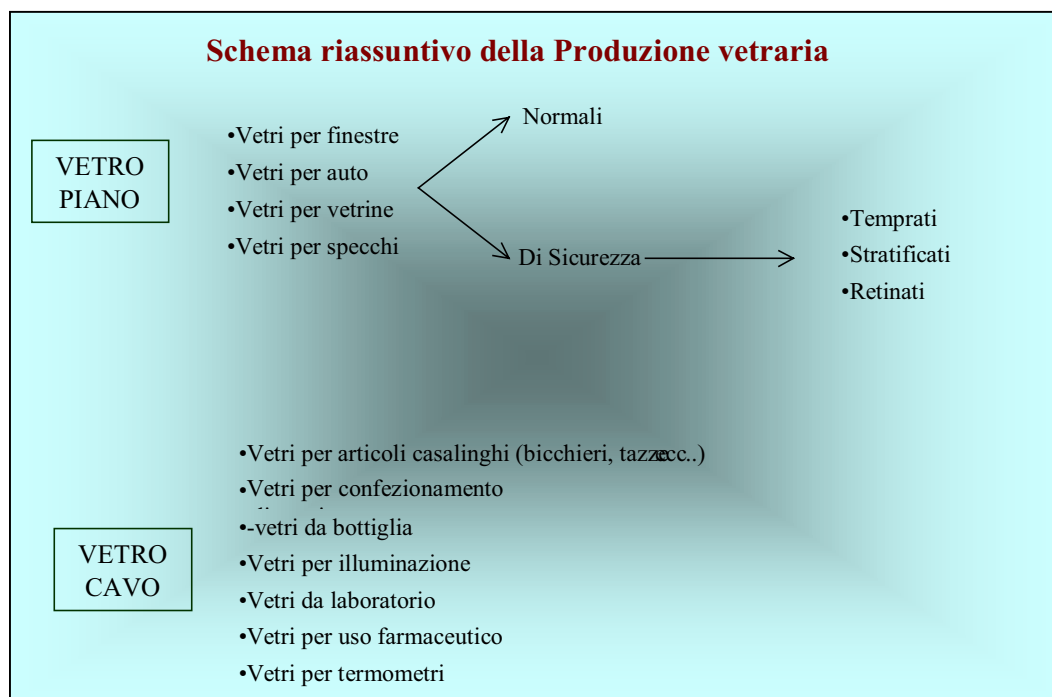 Schema riassuntivo della Produzione vetraria
VETRO
PIANO
•Vetri per finestre
•Vetri per auto
•Vetri per vetrine
•Vetri per specchi
Normali
Di Sicurezza
•Temprati
•Stratificati
•Retinati
VETRO
CAVO
•Vetri per articoli casalinghi (bicchieri, tazze ecc..)
•Vetri per confezionamento
•-vetri da bottiglia
•Vetri per illuminazione
•Vetri da laboratorio
•Vetri per uso farmaceutico
•Vetri per termometri